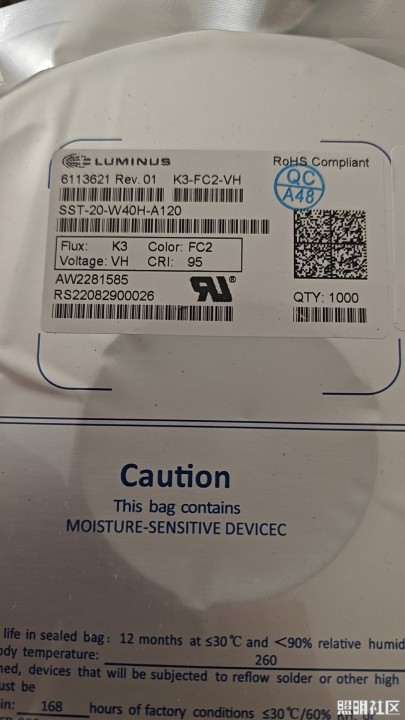 LUMINUS
RoHS Compliant
6113621 Rev. 01 K3-FC2-VH
QC
A48
SST-20-W40H-A120
Flux: K3 Color: FC2
Voltage: VH CRI: 95
AW2281585
RS22082900026
QTY: 1000
Caution
This bag contains
MOISTURE-SENSITIVE DEVICEC
life in sealed bag: 12 months at ≤30℃ and <90% relative humid
ody temperature: 260
ned, devices that will be subjected to reflow solder or other high
ust be
in: 168 hours of factory conditions ≤30℃/60%
照明社区